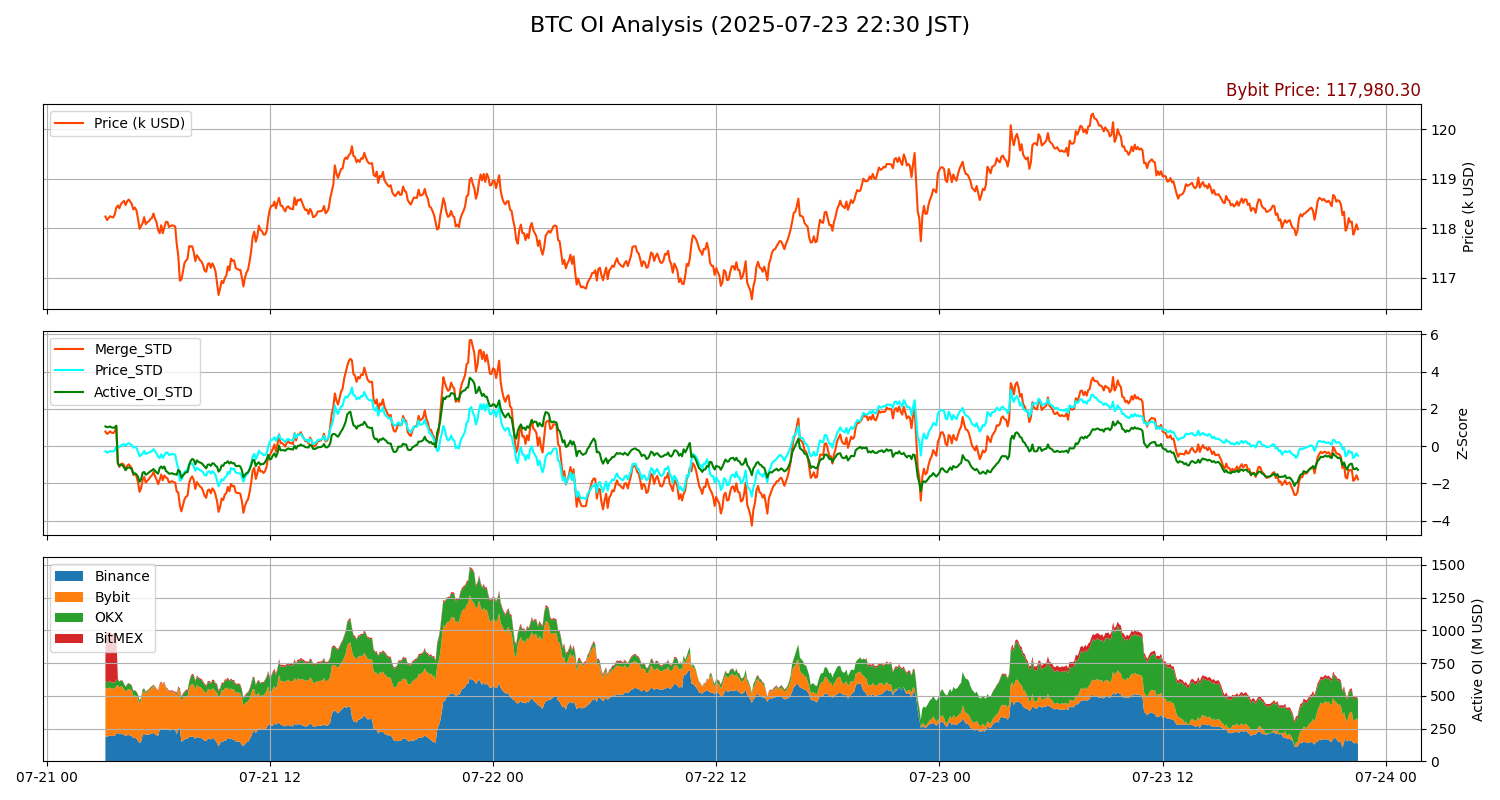 BTC OI Analysis (2025-07-23 22:30 JST)
Bybit Price: 117,980.30
Price (k USD)
120
119
118
117
Price (k USD)
Merge_STD
Price_STD
Active_OI_STD
6
4
2
0
−2
−4
Z-Score
Binance
Bybit
OKX
BitMEX
1500
1250
1000
750
500
250
0
Active OI (M USD)
07-21 00
07-21 12
07-22 00
07-22 12
07-23 00
07-23 12
07-24 00